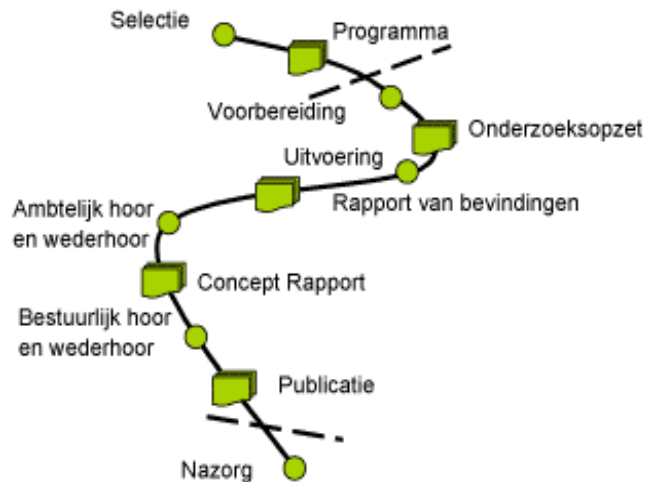 Selectie
Programma
Voorbereiding
Onderzoeksopzet
Uitvoering
Rapport van bevindingen
Ambtelijk hoor
en wederhoor
Concept Rapport
Bestuurlijk hoor
en wederhoor
Publicatie
Nazorg